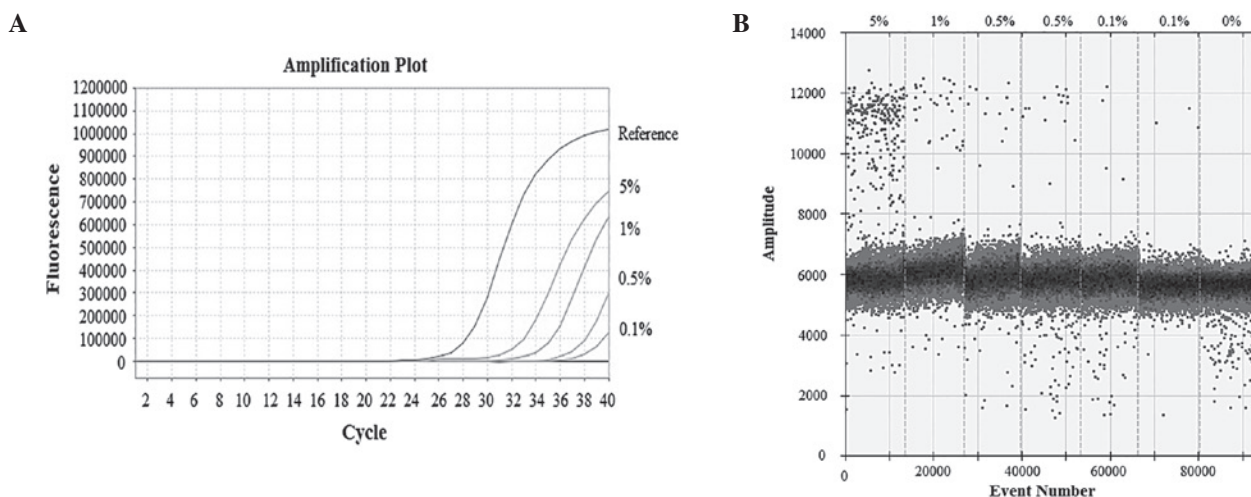 A
Amplification Plot
1200000
1100000
1000000
900000
800000
700000
600000
500000
400000
300000
200000
100000
0
Fluorescence
Reference
5%
1%
0.5%
0.1%
2 4 6 8 10 12 14 16 18 20 22 24 26 28 30 32 34 36 38 40
Cycle
B
5% 1% 0.5% 0.5% 0.1% 0.1% 0%
14000
12000
10000
8000
6000
4000
2000
0
Amplitude
0 20000 40000 60000 80000
Event Number